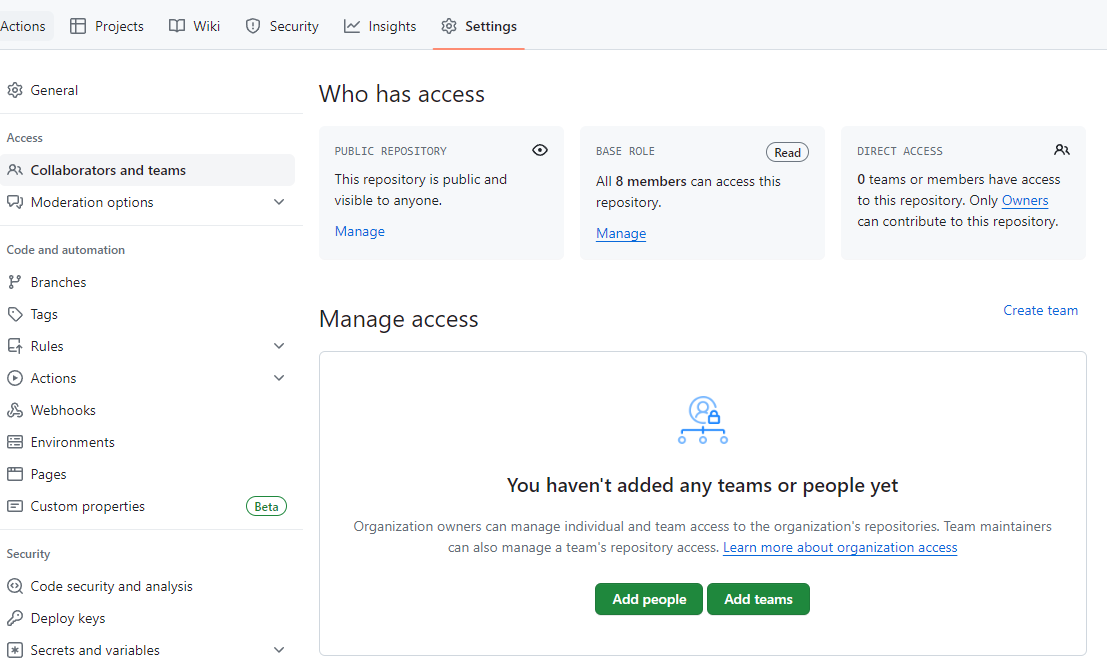 Actions
Projects
Wiki
Security
Insights
Settings
General
Access
Collaborators and teams
Moderation options
Code and automation
Branches
Tags
Rules
Actions
Webhooks
Environments
Pages
Custom properties
Beta
Security
Code security and analysis
Deploy keys
Secrets and variables
Who has access
PUBLIC REPOSITORY
This repository is public and
visible to anyone.
Manage
BASE ROLE
Read
All 8 members can access this
repository.
Manage
DIRECT ACCESS
0 teams or members have access
to this repository. Only Owners
can contribute to this repository.
Manage access
Create team
You haven't added any teams or people yet
Organization owners can manage individual and team access to the organization's repositories. Team maintainers
can also manage a team's repository access. Learn more about organization access
Add people
Add teams